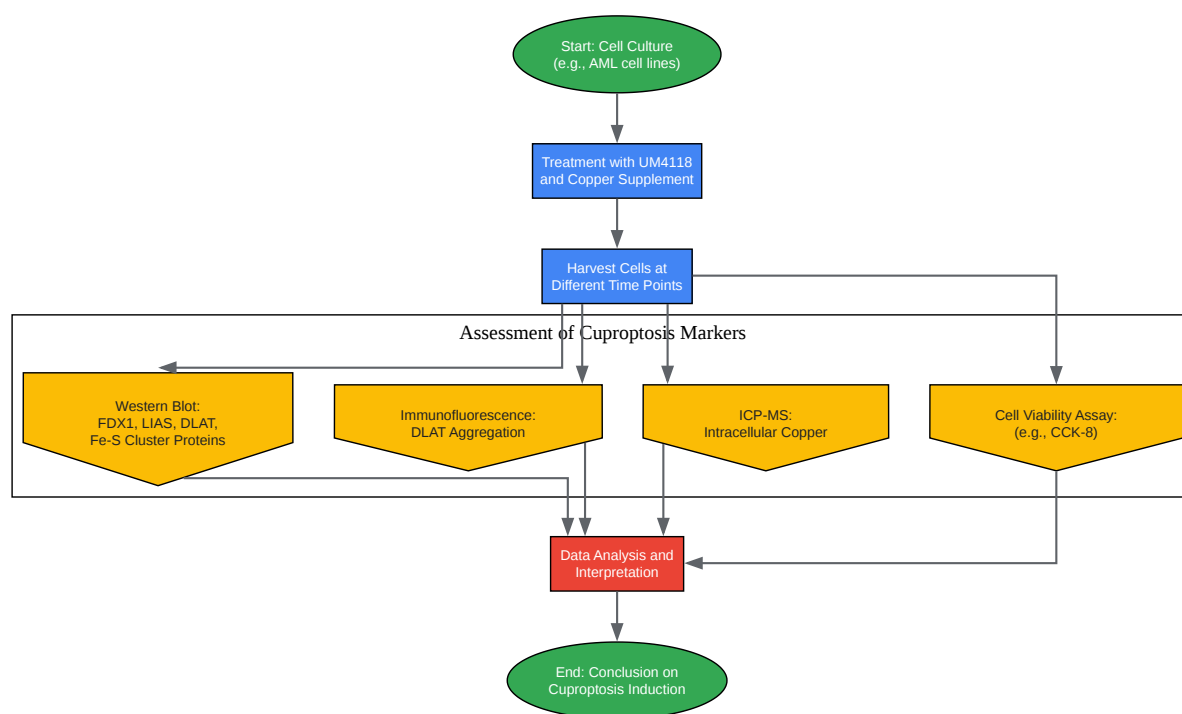 Start: Cell Culture
(e.g., AML cell lines)
Treatment with UM4118
and Copper Supplement
Harvest Cells at
Different Time Points
Assessment of Cuproptosis Markers
Western Blot:
FDX1, LIAS, DLAT,
Fe-S Cluster Proteins
Immunofluorescence:
DLAT Aggregation
ICP-MS:
Intracellular Copper
Cell Viability Assay:
(e.g., CCK-8)
Data Analysis and
Interpretation
End: Conclusion on
Cuproptosis Induction